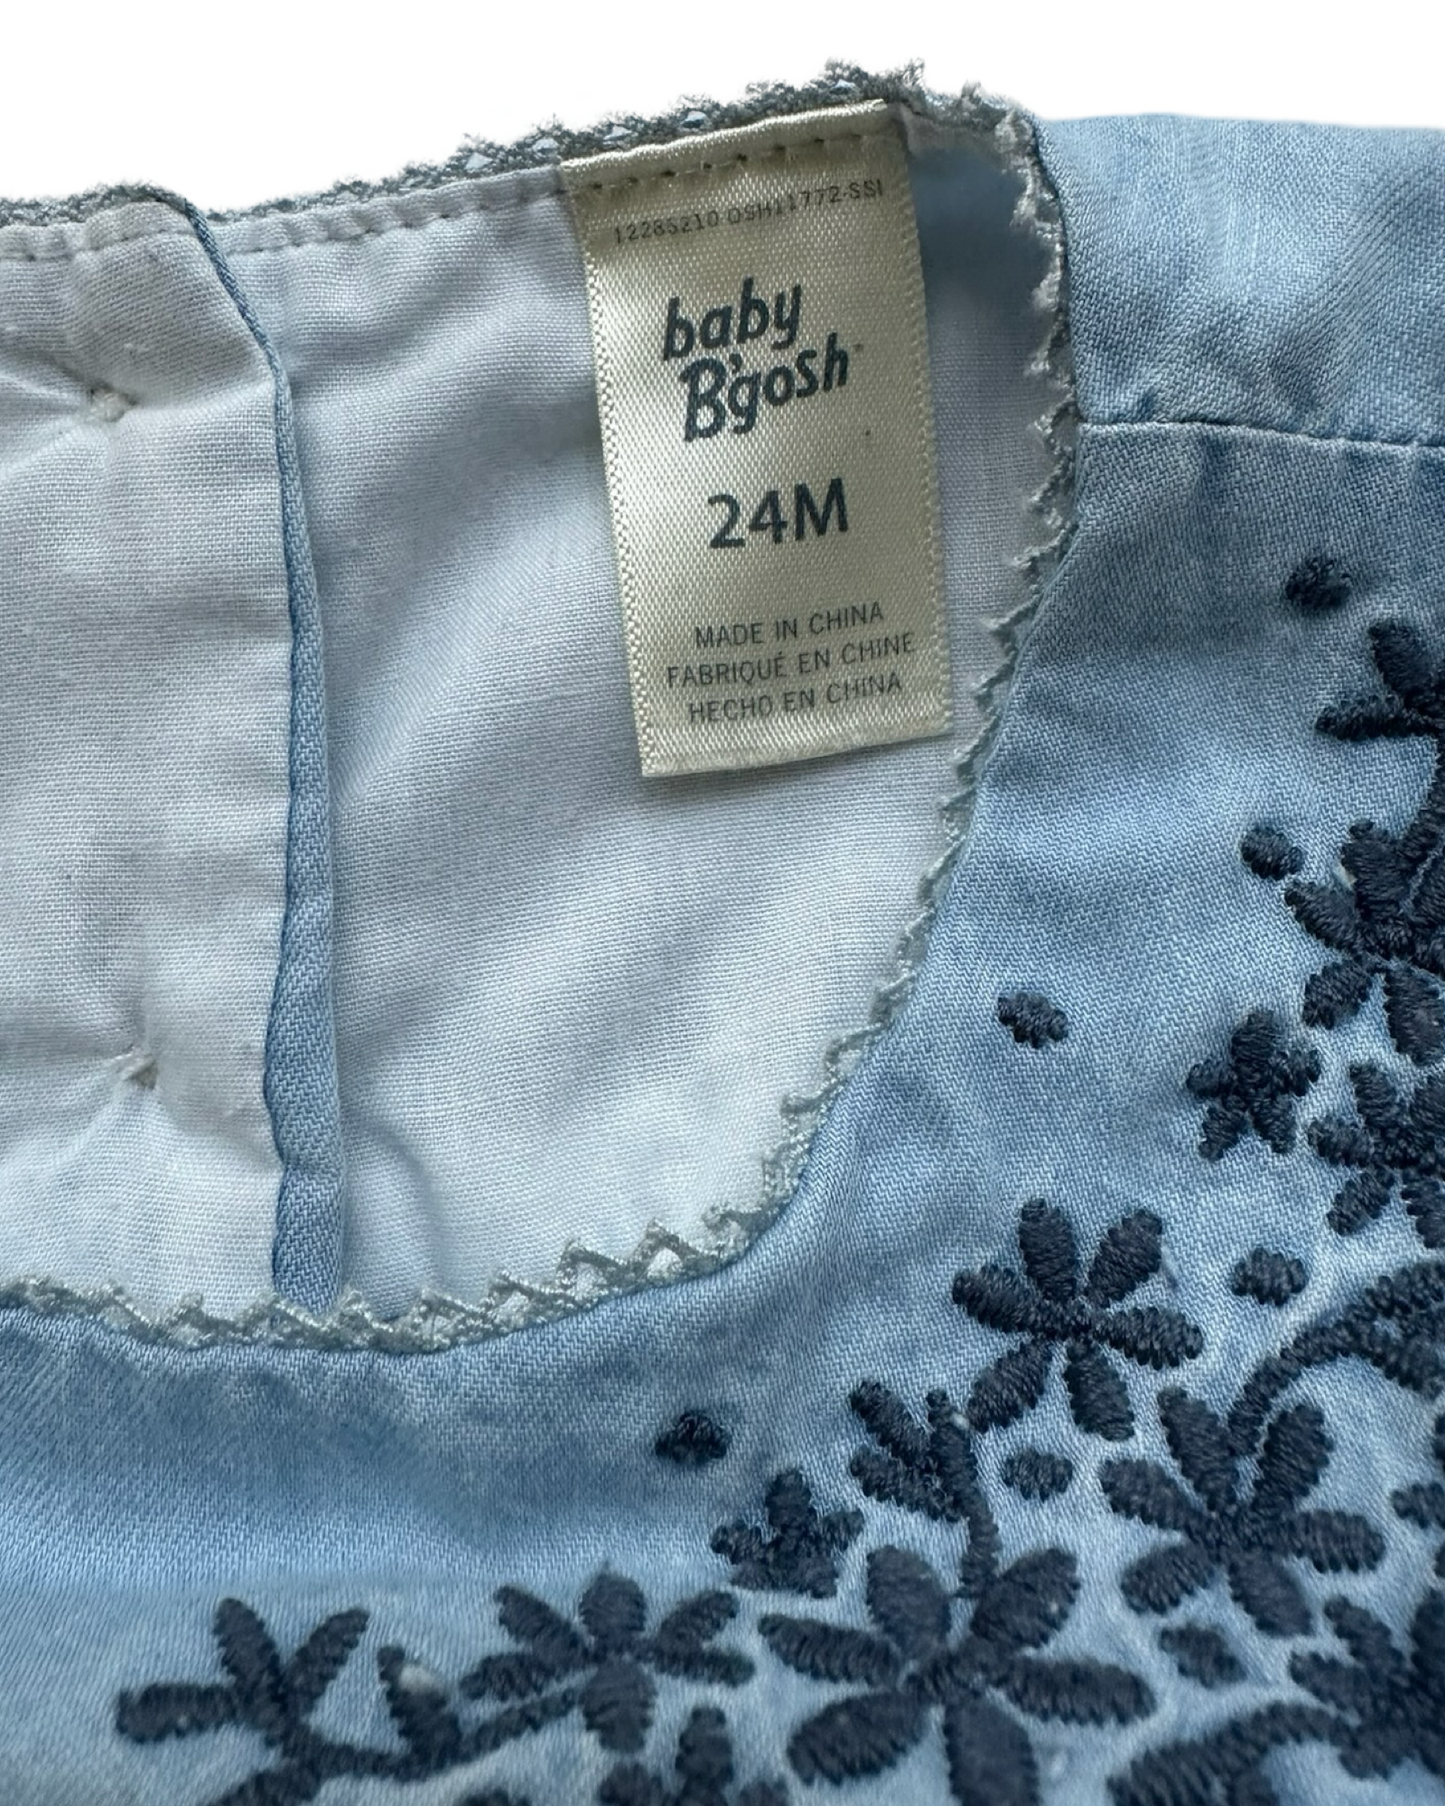 12285210 OSH11772-SSI
baby
B'gosh
24M
MADE IN CHINA
FABRIQUÉ EN CHINE
HECHO EN CHINA